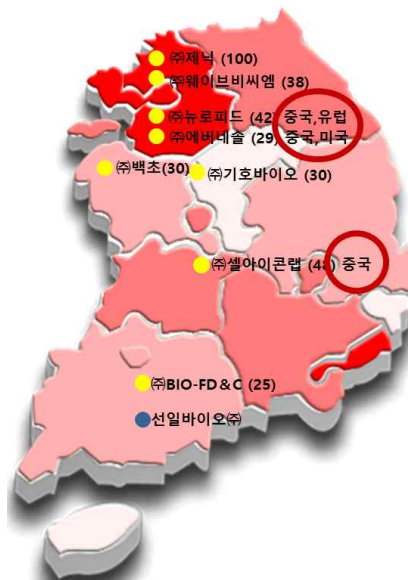 ㈜제닉 (100)
㈜웨이브비씨엠 (38)
㈜뉴로피드 (42) 중국,유럽
㈜에버네솔 (29) 중국,미국
㈜백초(30)
㈜기호바이오 (30)
㈜셀아이콘랩 (48) 중국
㈜BIO-FD&C (25)
선일바이오㈜